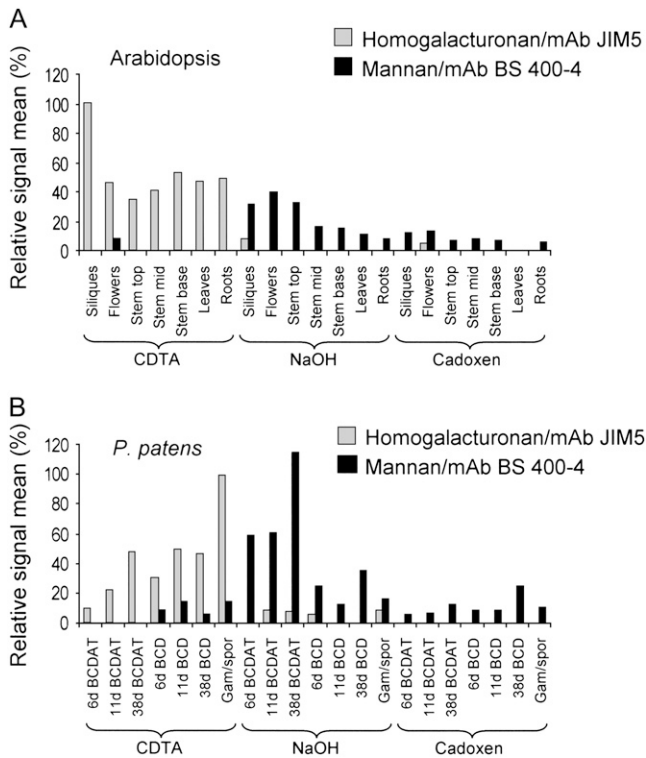 A
Arabidopsis
Homogalacturonan/mAb JIM5
Mannan/mAb BS 400-4
Relative signal mean (%)
120
100
80
60
40
20
0
Siliques
Flowers
Stem top
Stem mid
Stem base
Leaves
Roots
Siliques
Flowers
Stem top
Stem mid
Stem base
Leaves
Roots
Siliques
Flowers
Stem top
Stem mid
Stem base
Leaves
Roots
CDTA
NaOH
Cadoxen
B
P. patens
Homogalacturonan/mAb JIM5
Mannan/mAb BS 400-4
Relative signal mean (%)
120
100
80
60
40
20
0
6d BCDAT
11d BCDAT
38d BCDAT
6d BCD
11d BCD
38d BCD
Gam/spor
6d BCDAT
11d BCDAT
38d BCDAT
6d BCD
11d BCD
38d BCD
Gam/spor
6d BCDAT
11d BCDAT
38d BCDAT
6d BCD
11d BCD
38d BCD
Gam/spor
CDTA
NaOH
Cadoxen